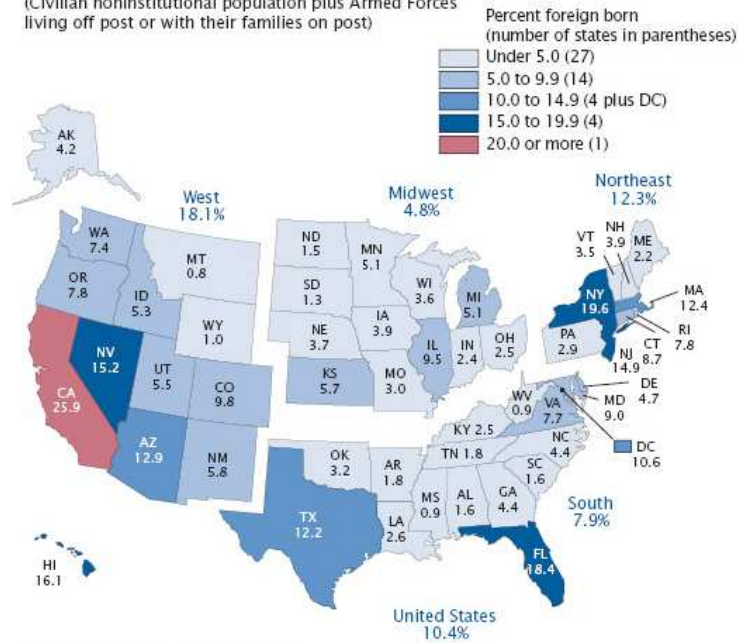 (Civilian noninstitutional population plus Armed Forces
living off post or with their families on post)
Percent foreign born
(number of states in parentheses)
Under 5.0 (27)
5.0 to 9.9 (14)
10.0 to 14.9 (4 plus DC)
15.0 to 19.9 (4)
20.0 or more (1)
AK
4.2
West
18.1%
Midwest
4.8%
Northeast
12.3%
WA
7.4
OR
7.8
ID
5.3
MT
0.8
WY
1.0
NV
15.2
UT
5.5
CO
9.8
CA
25.9
AZ
12.9
NM
5.8
ND
1.5
SD
1.3
NE
3.7
KS
5.7
MN
5.1
IA
3.9
MO
3.0
WI
3.6
IL
9.5
MI
5.1
IN
2.4
OH
2.5
VT
3.5
NH
3.9
ME
2.2
NY
19.6
MA
12.4
RI
7.8
CT
8.7
NJ
14.9
PA
2.9
DE
4.7
MD
9.0
DC
10.6
WV
0.9
VA
7.7
KY 2.5
NC
4.4
TN 1.8
SC
1.6
OK
3.2
AR
1.8
TX
12.2
LA
2.6
MS
0.9
AL
1.6
GA
4.4
FL
18.4
South
7.9%
HI
16.1
United States
10.4%